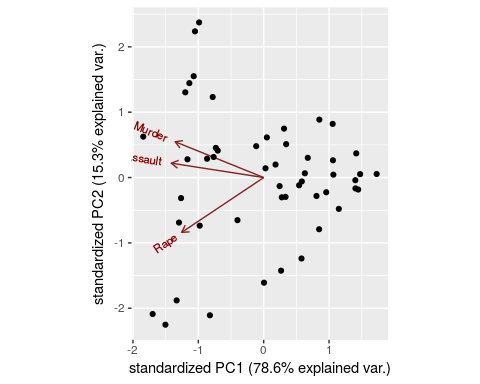 standardized PC2 (15.3% explained var.)
2
1
0
-1
-2
Murder
ssault
Rape
-2
-1
0
1
standardized PC1 (78.6% explained var.)